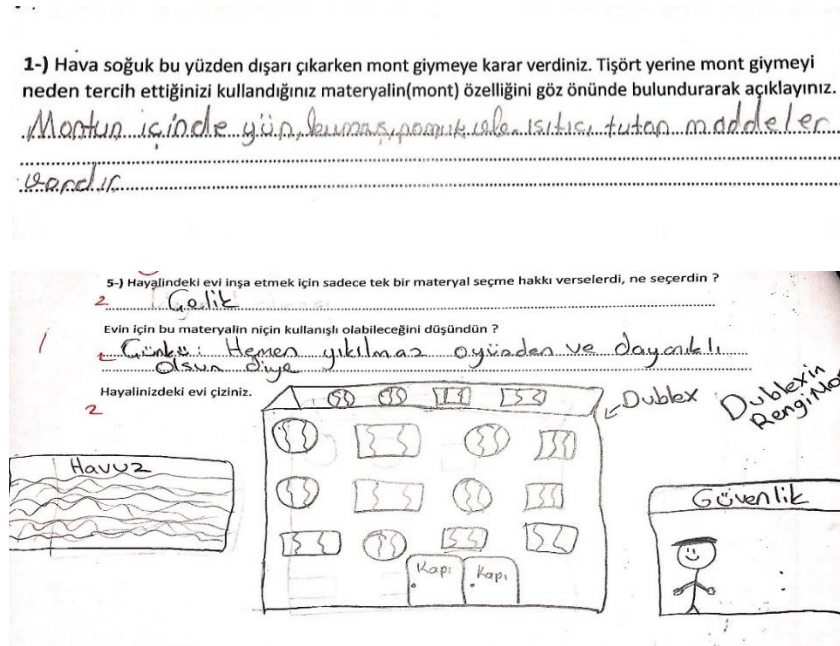 1-) Hava soğuk bu yüzden dışarı çıkarken mont giymeye karar verdiniz. Tişört yerine mont giymeyi
neden tercih ettiğinizi kullandığınız materyalin(mont) özelliğini göz önünde bulundurarak açıklayınız.
Montun içinde yün, kumaş, pamuk vele ısıtıcı tutan maddeler
vardır
5-) Hayalindeki evi inşa etmek için sadece tek bir materyal seçme hakkı verselerdi, ne seçerdin ?
2 Çelik
Evin için bu materyalin niçin kullanışlı olabileceğini düşündün ?
1 Çünkü: Hemen yıkılmaz oyüzden ve dayanıklı
olsun diye
Hayalinizdeki evi çiziniz.
2
Dublex
Dublexin
Rengi
Havuz
Güvenlik
Kapı Kapı